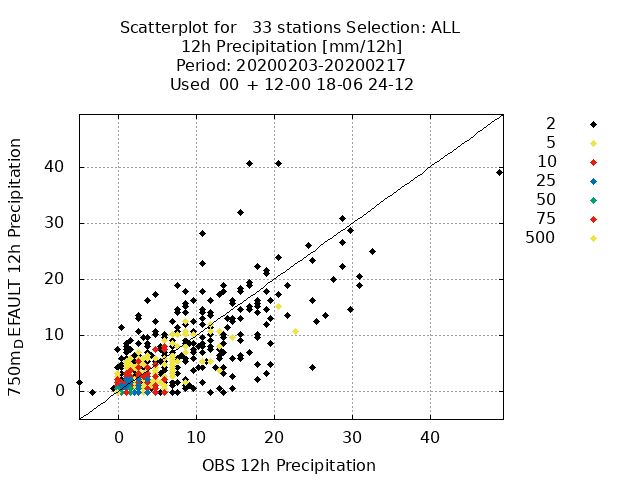 Scatterplot for   33 stations Selection: ALL
12h Precipitation [mm/12h]
Period: 20200203-20200217
Used  00 + 12-00 18-06 24-12
2
5
10
25
50
75
500
40
30
20
10
0
750m_DEFAULT 12h Precipitation
0
10
20
30
40
OBS 12h Precipitation